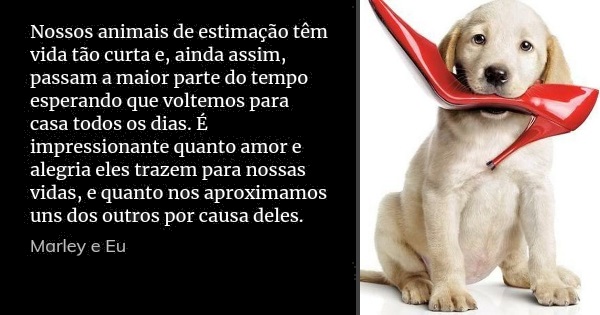 Nossos animais de estimação têm
vida tão curta e, ainda assim,
passam a maior parte do tempo
esperando que voltemos para
casa todos os dias. É
impressionante quanto amor e
alegria eles trazem para nossas
vidas, e quanto nos aproximamos
uns dos outros por causa deles.
Marley e Eu